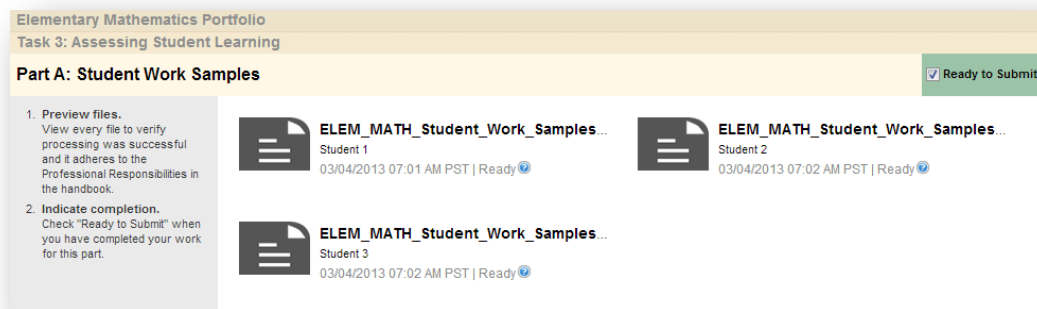 Elementary Mathematics Portfolio
Task 3: Assessing Student Learning
Part A: Student Work Samples
Ready to Submit
1. Preview files.
View every file to verify
processing was successful
and it adheres to the
Professional Responsibilities in
the handbook.
2. Indicate completion.
Check "Ready to Submit" when
you have completed your work
for this part.
ELEM_MATH_Student_Work_Samples...
Student 1
03/04/2013 07:01 AM PST | Ready
ELEM_MATH_Student_Work_Samples...
Student 2
03/04/2013 07:02 AM PST | Ready
ELEM_MATH_Student_Work_Samples...
Student 3
03/04/2013 07:02 AM PST | Ready